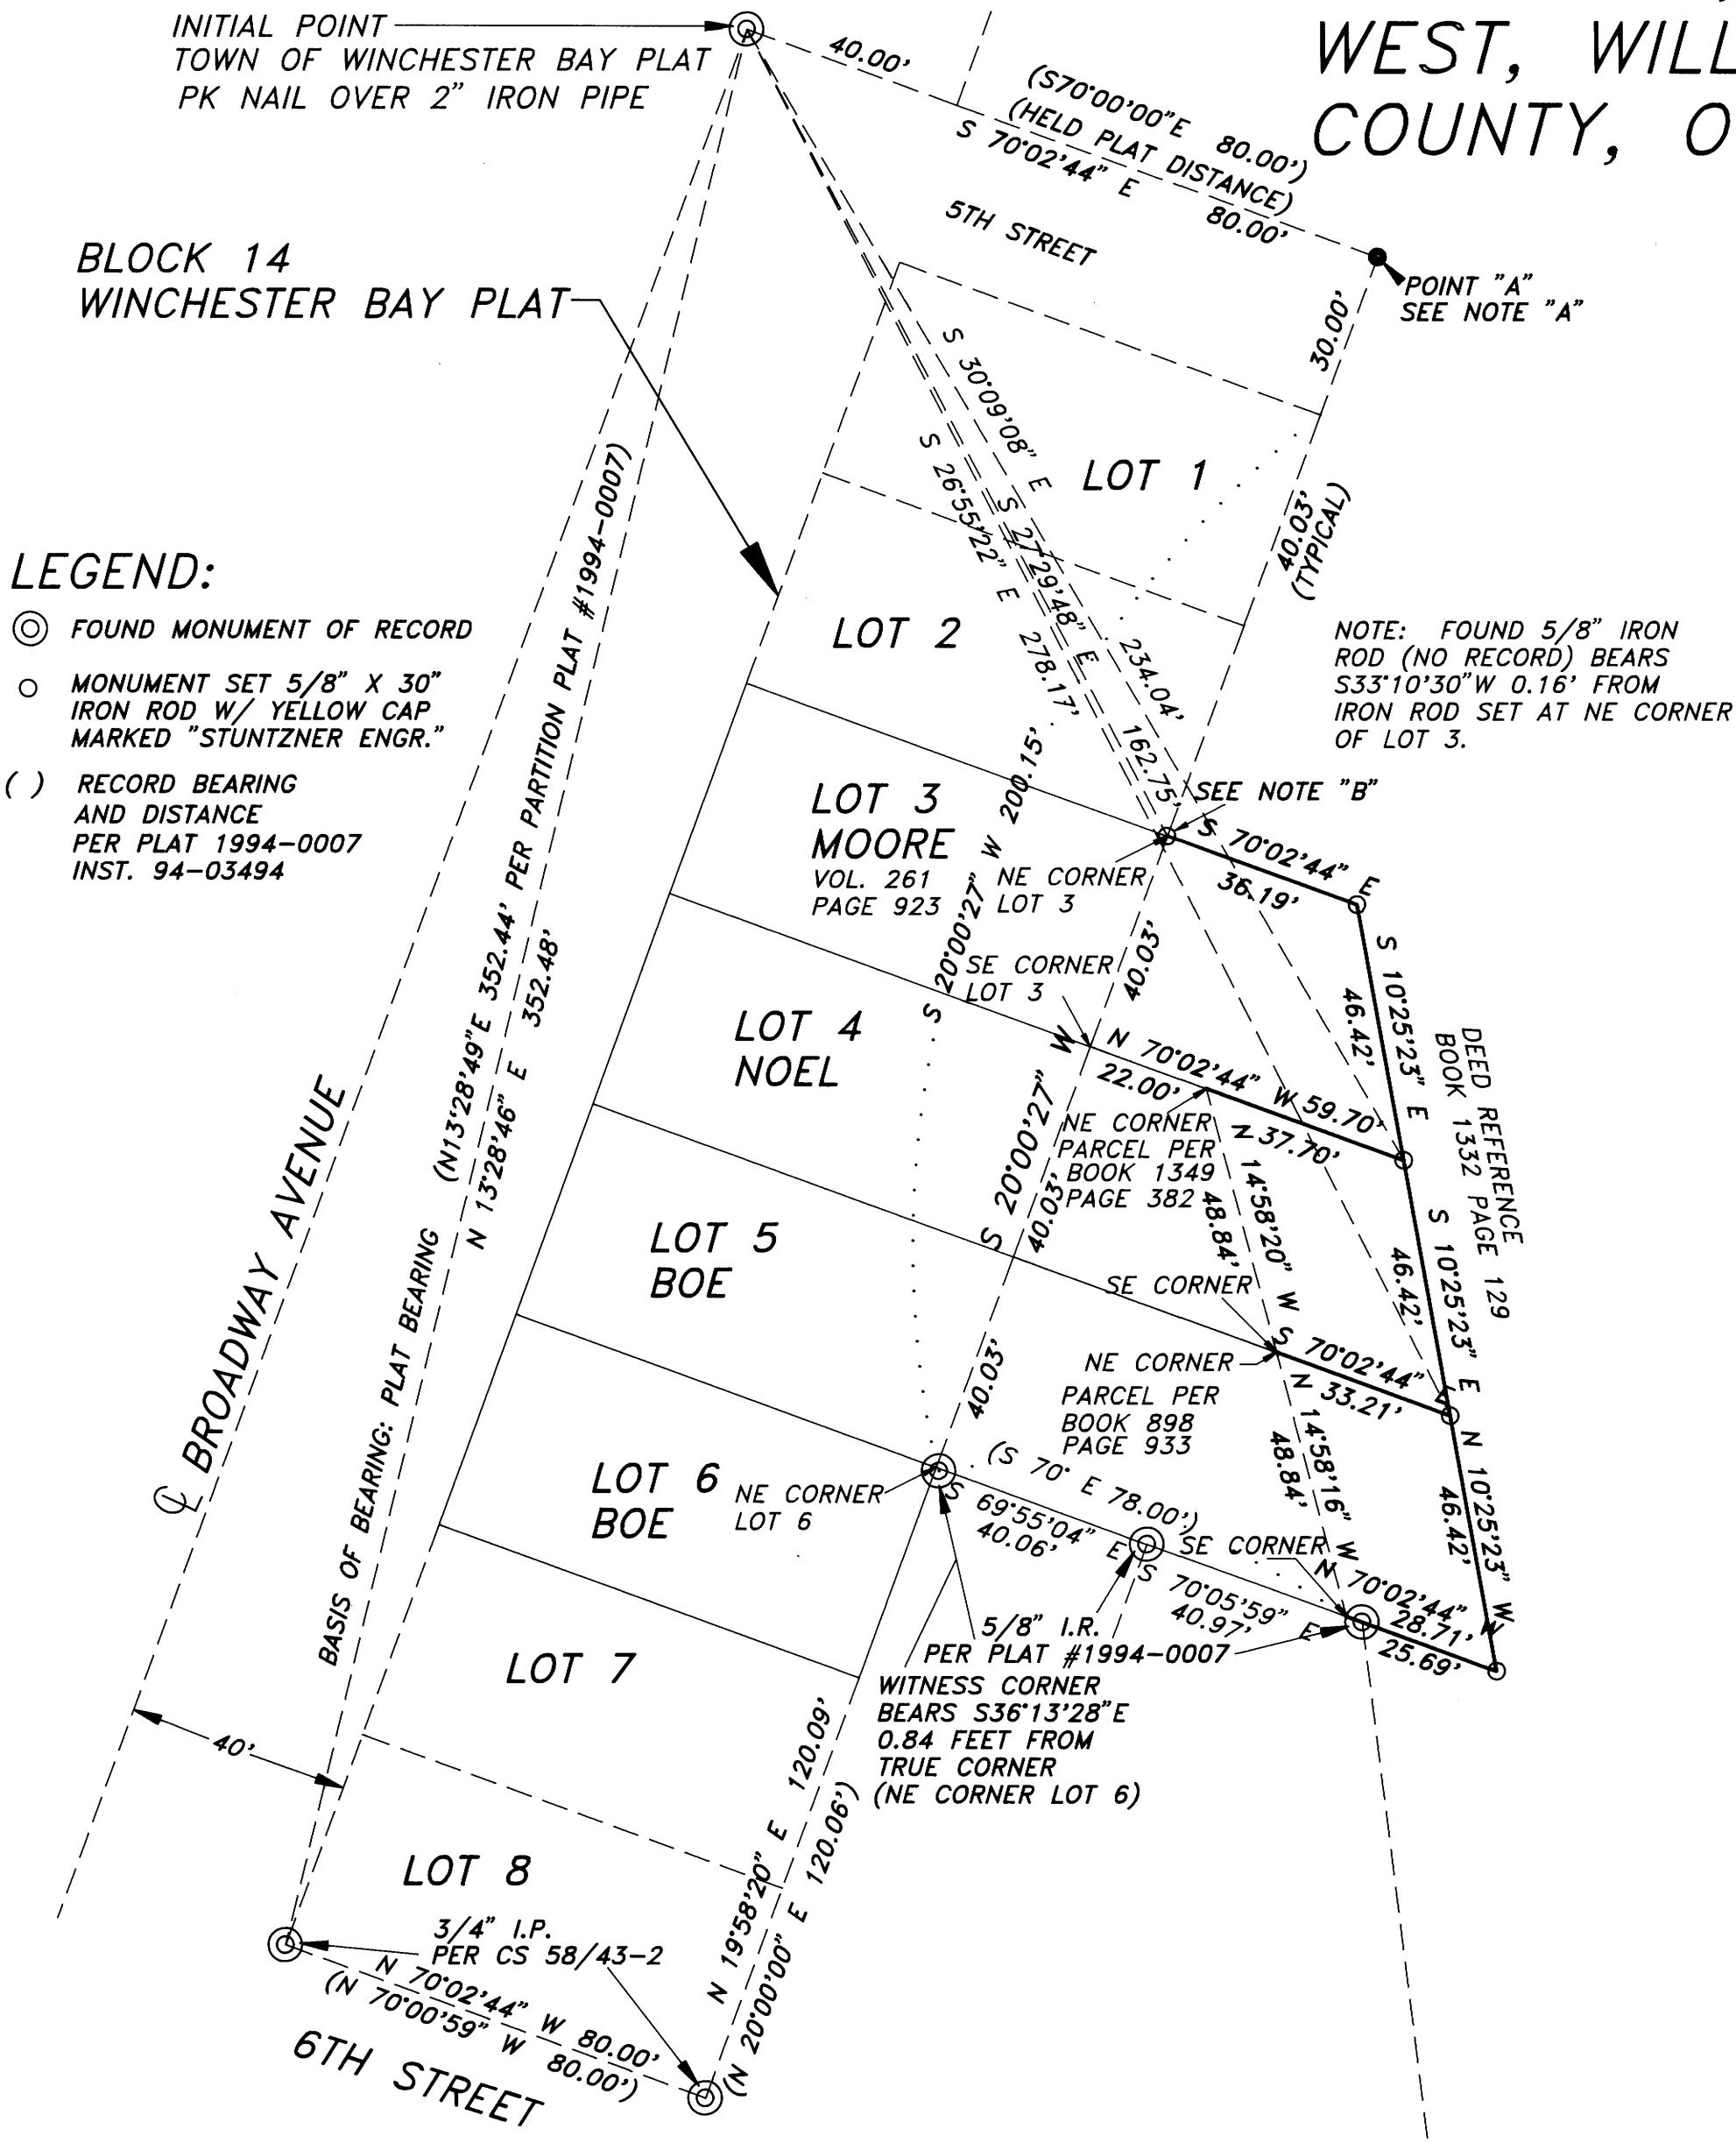 WEST, WILL
COUNTY, O
INITIAL POINT
TOWN OF WINCHESTER BAY PLAT
PK NAIL OVER 2" IRON PIPE
40.00'
(S70°00'00"E 80.00')
(HELD PLAT DISTANCE)
S 70°02'44" E 80.00'
5TH STREET
POINT "A"
SEE NOTE "A"
30.00'
BLOCK 14
WINCHESTER BAY PLAT
S 30°09'08" E 234.04'
S 27°29'48" E 162.75'
S 26°55'22" E 278.17'
LOT 1
40.03'
(TYPICAL)
LEGEND:
FOUND MONUMENT OF RECORD
MONUMENT SET 5/8" X 30"
IRON ROD W/ YELLOW CAP
MARKED "STUNTZNER ENGR."
( ) RECORD BEARING
AND DISTANCE
PER PLAT 1994-0007
INST. 94-03494
LOT 2
NOTE: FOUND 5/8" IRON
ROD (NO RECORD) BEARS
S33°10'30"W 0.16' FROM
IRON ROD SET AT NE CORNER
OF LOT 3.
SEE NOTE "B"
LOT 3
MOORE
VOL. 261
PAGE 923
NE CORNER
LOT 3
S 20°00'27" W 200.15'
S 70°02'44" E
36.19'
SE CORNER
LOT 3
40.03'
S 10°25'23" E
46.42'
LOT 4
NOEL
N 70°02'44" W 59.70'
22.00'
37.70'
NE CORNER
PARCEL PER
BOOK 1349
PAGE 382
DEED REFERENCE
BOOK 1332 PAGE 129
S 20°00'27" W
40.03'
N 14°58'20" W
48.84'
S 10°25'23" E
46.42'
LOT 5
BOE
SE CORNER
NE CORNER
S 70°02'44" E
33.21'
PARCEL PER
BOOK 898
PAGE 933
40.03'
N 14°58'16" W
48.84'
N 10°25'23" W
46.42'
LOT 6
BOE
NE CORNER
LOT 6
(S 70° E 78.00')
S 69°55'04" E
40.06'
SE CORNER
S 70°05'59" E
40.97'
N 70°02'44" W
28.71'
25.69'
5/8" I.R.
PER PLAT #1994-0007
WITNESS CORNER
BEARS S36°13'28"E
0.84 FEET FROM
TRUE CORNER
(NE CORNER LOT 6)
LOT 7
BASIS OF BEARING: PLAT BEARING (N13°28'49"E 352.44' PER PARTITION PLAT #1994-0007)
N 13°28'46" E 352.48'
℄ BROADWAY AVENUE
40'
N 19°58'20" E 120.09'
(N 20°00'00" E 120.06')
LOT 8
3/4" I.P.
PER CS 58/43-2
N 70°02'44" W 80.00'
(N 70°00'59" W 80.00')
6TH STREET